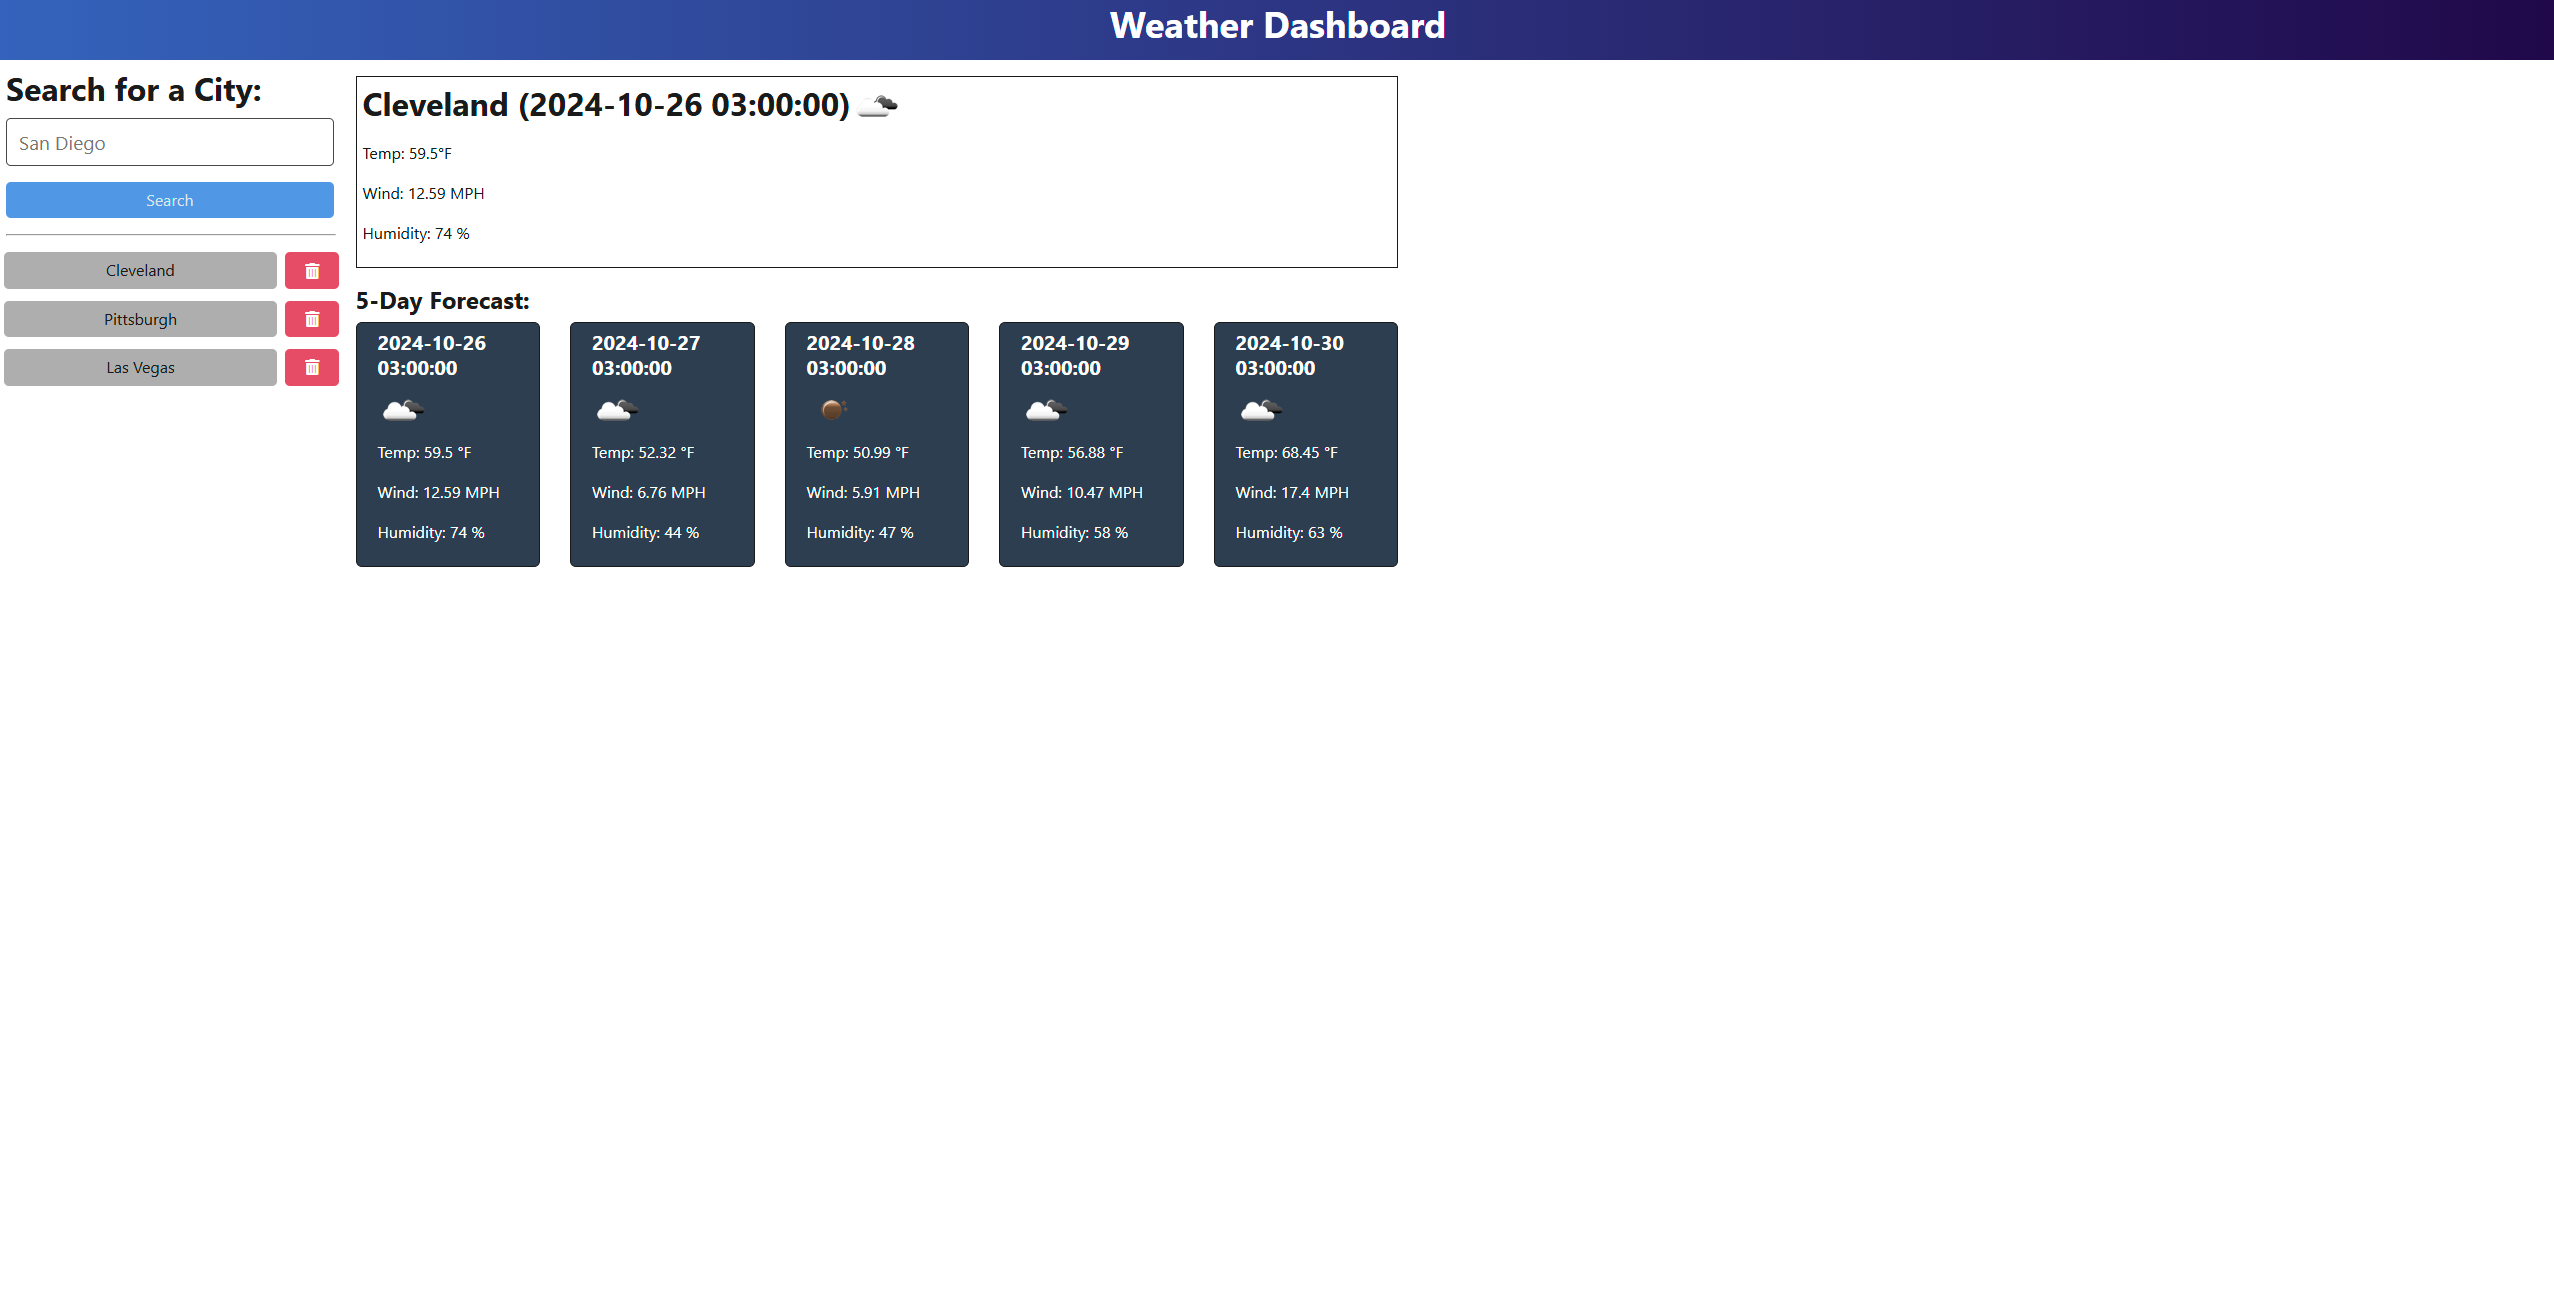 Weather Dashboard
Search for a City:
San Diego
Search
Cleveland
Pittsburgh
Las Vegas
Cleveland (2024-10-26 03:00:00)
Temp: 59.5°F
Wind: 12.59 MPH
Humidity: 74 %
5-Day Forecast:
2024-10-26
03:00:00
Temp: 59.5 °F
Wind: 12.59 MPH
Humidity: 74 %
2024-10-27
03:00:00
Temp: 52.32 °F
Wind: 6.76 MPH
Humidity: 44 %
2024-10-28
03:00:00
Temp: 50.99 °F
Wind: 5.91 MPH
Humidity: 47 %
2024-10-29
03:00:00
Temp: 56.88 °F
Wind: 10.47 MPH
Humidity: 58 %
2024-10-30
03:00:00
Temp: 68.45 °F
Wind: 17.4 MPH
Humidity: 63 %